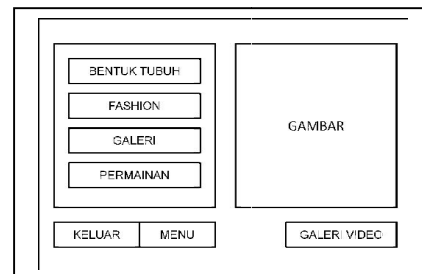 BENTUK TUBUH
FASHION
GALERI
PERMAINAN
GAMBAR
KELUAR
MENU
GALERI VIDEO